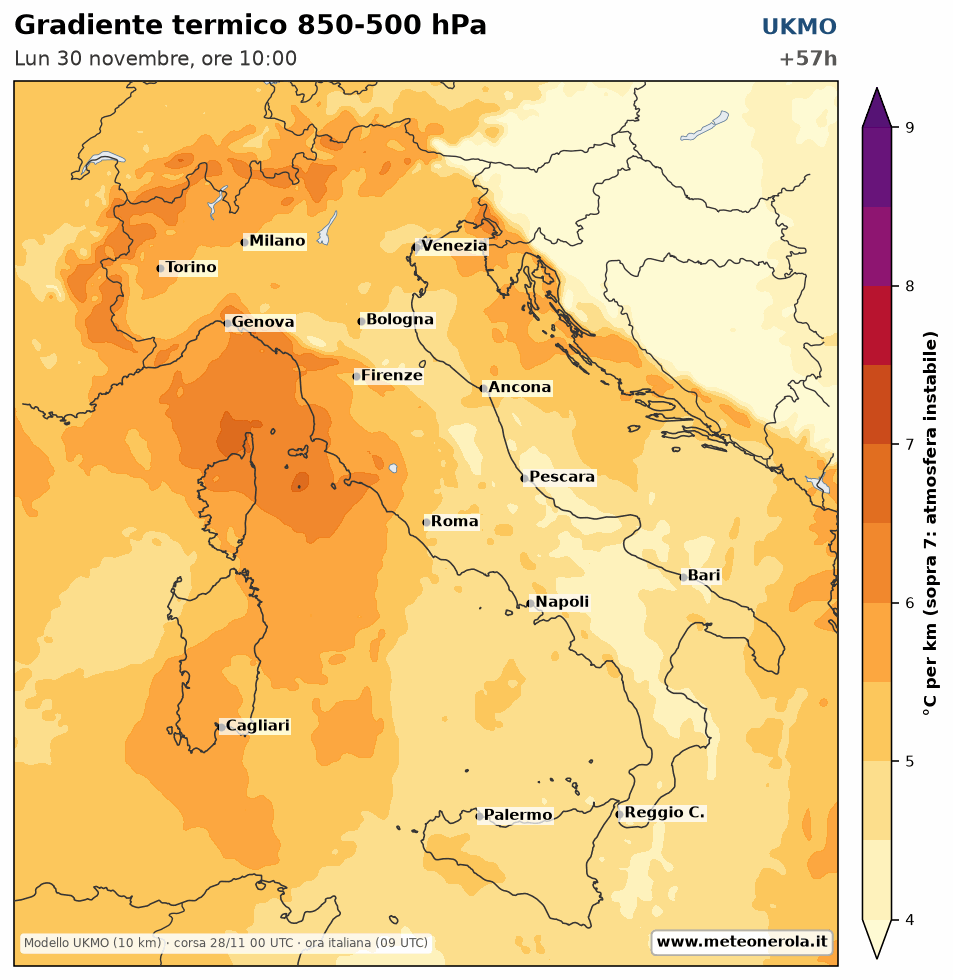 Gradiente termico 850-500 hPa
UKMO
Lun 30 novembre, ore 10:00
+57h
Milano
Venezia
Torino
Genova
Bologna
Firenze
Ancona
Pescara
Roma
Bari
Napoli
Cagliari
Palermo
Reggio C.
Modello UKMO (10 km) · corsa 28/11 00 UTC · ora italiana (09 UTC)
www.meteonerola.it
9
8
7
6
5
4
°C per km (sopra 7: atmosfera instabile)